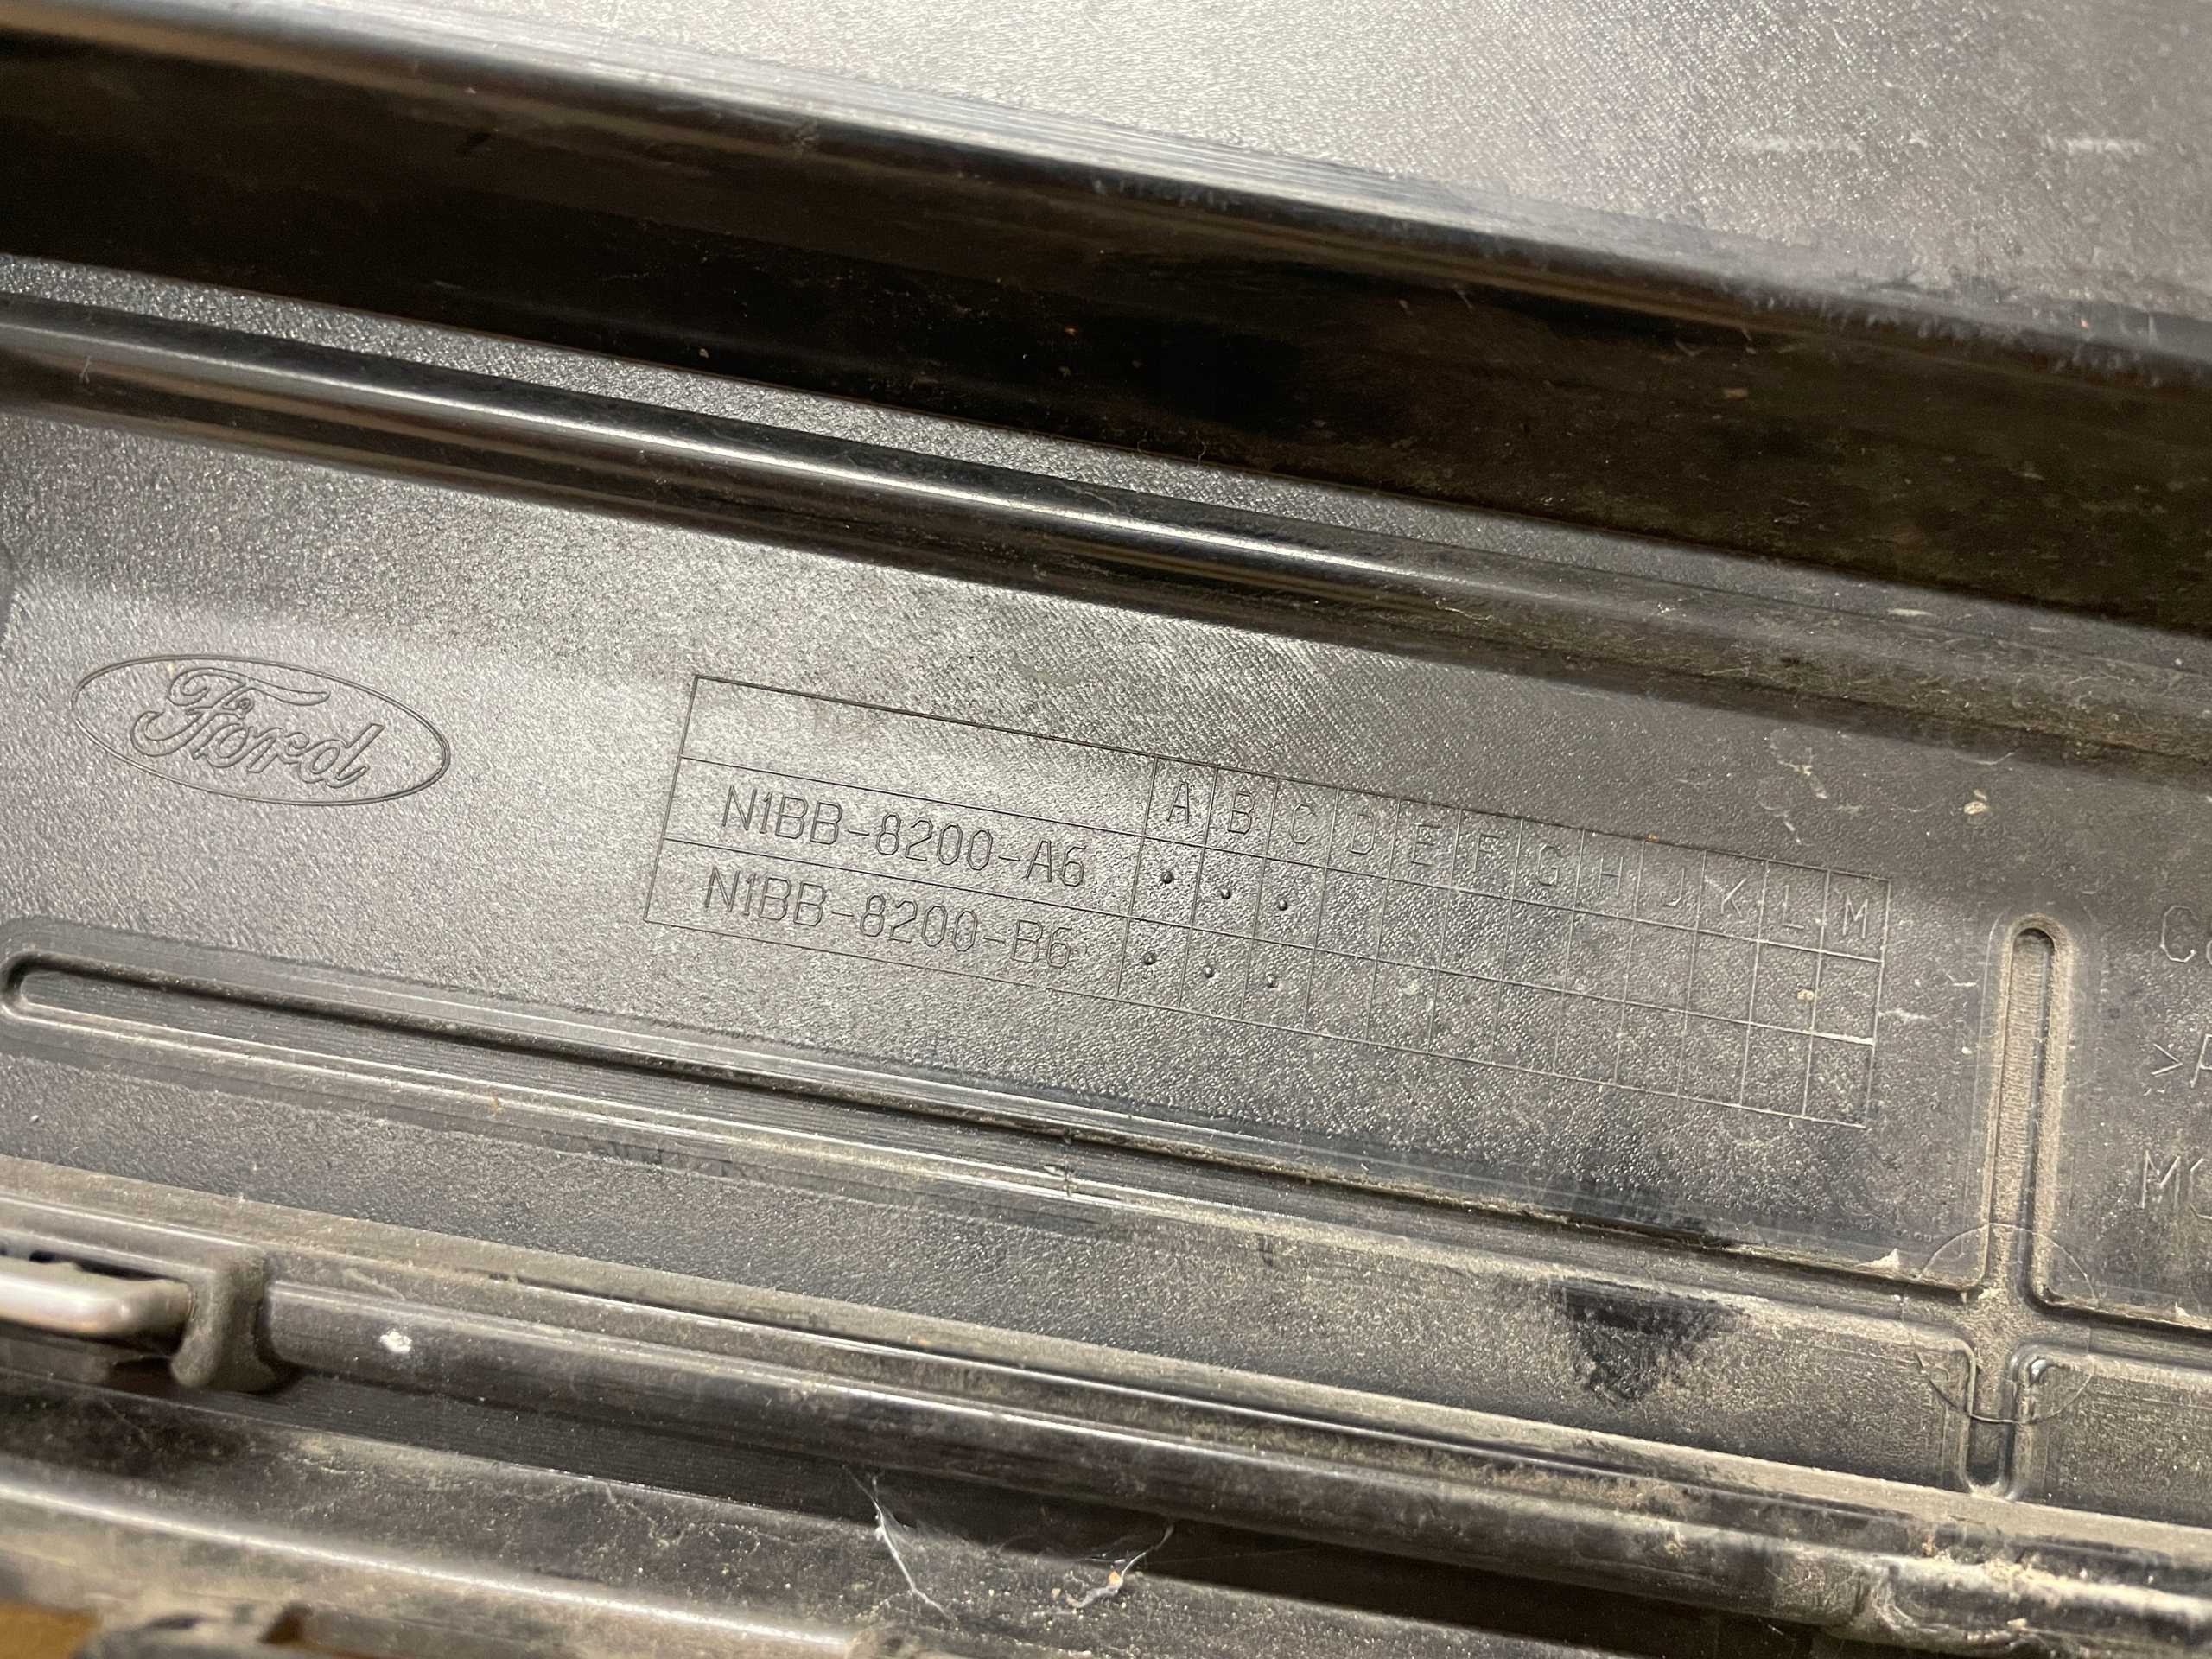 Ford
A B C D E F G H J K L M
N1BB-8200-A6
N1BB-8200-B6